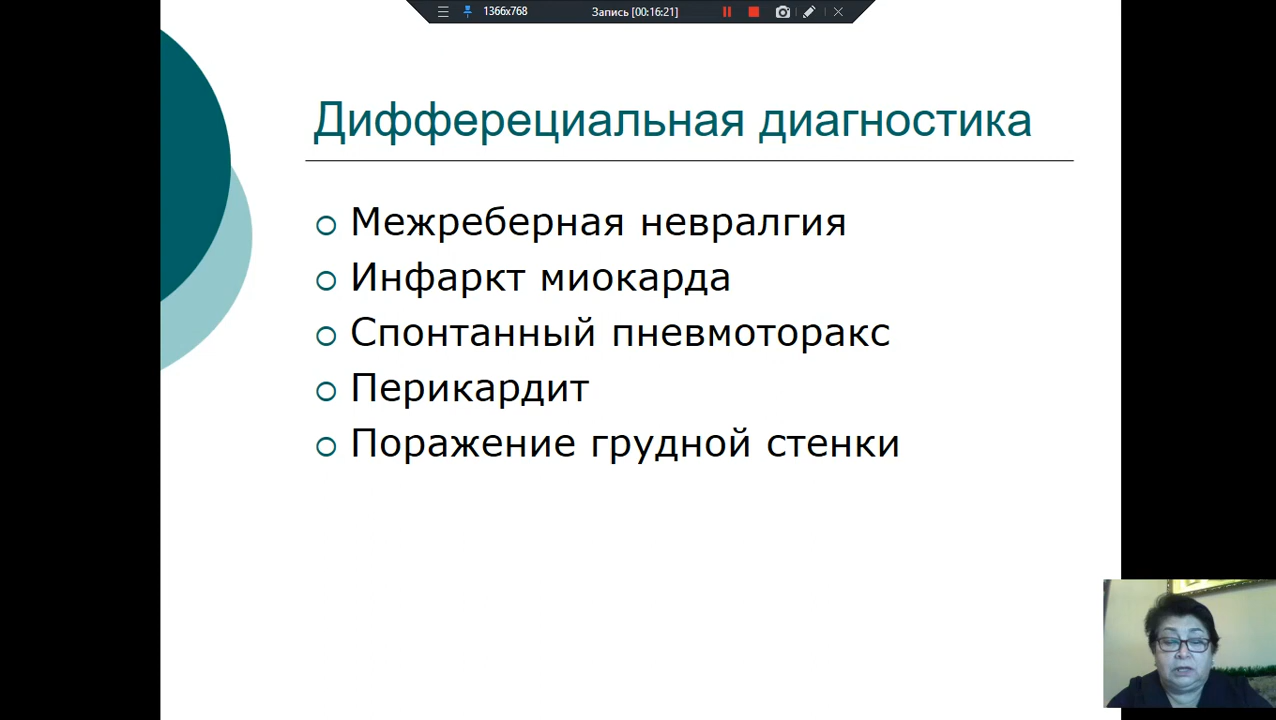 1366x768 Запись [00:16:21]
Дифферециальная диагностика
Межреберная невралгия
Инфаркт миокарда
Спонтанный пневмоторакс
Перикардит
Поражение грудной стенки